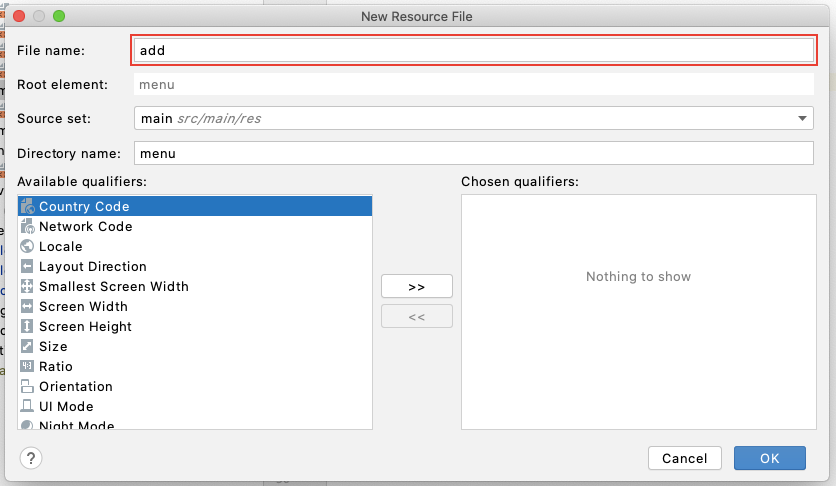 New Resource File
File name: add
Root element: menu
Source set: main src/main/res
Directory name: menu
Available qualifiers: Chosen qualifiers:
Country Code
Network Code
Locale
Layout Direction
Smallest Screen Width
Screen Width
Screen Height
Size
Ratio
Orientation
UI Mode
Night Mode
Nothing to show
>>
<<
? Cancel OK